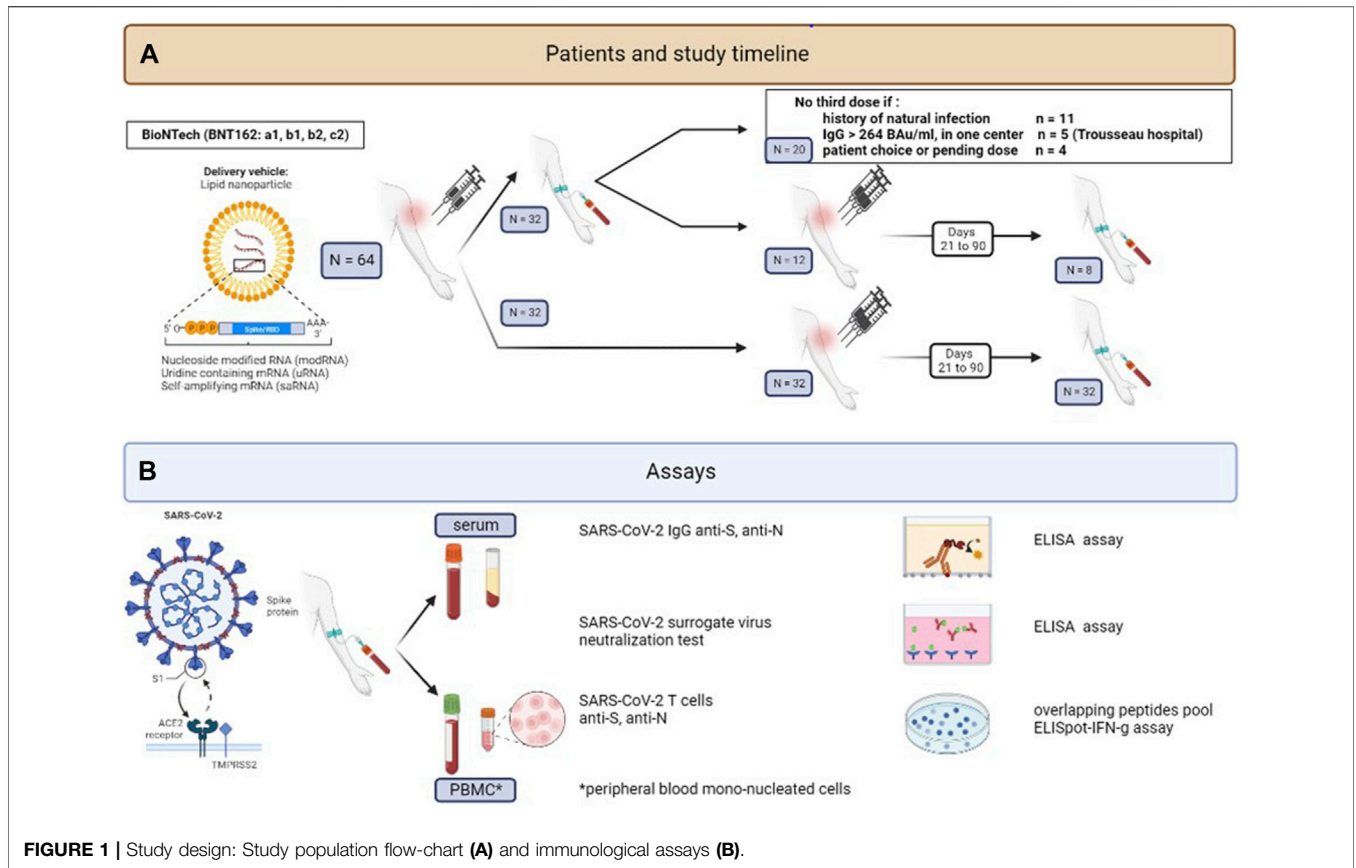 A
Patients and study timeline
BioNTech (BNT162: a1, b1, b2, c2)
Delivery vehicle:
Lipid nanoparticle
5' P P P Spike/RBD AAA-
3'
Nucleoside modified RNA (modRNA)
Uridine containing mRNA (uRNA)
Self-amplifying mRNA (saRNA)
N = 64
N = 32
N = 32
No third dose if :
history of natural infection n = 11
IgG > 264 BAu/ml, in one center n = 5 (Trousseau hospital)
N = 20 patient choice or pending dose n = 4
N = 12
Days
21 to 90
N = 8
N = 32
Days
21 to 90
N = 32
B
Assays
SARS-CoV-2
Spike
protein
S1
ACE2
receptor
TMPRSS2
serum
PBMC*
SARS-CoV-2 IgG anti-S, anti-N
ELISA assay
SARS-CoV-2 surrogate virus
neutralization test
ELISA assay
SARS-CoV-2 T cells
anti-S, anti-N
overlapping peptides pool
ELISpot-IFN-g assay
*peripheral blood mono-nucleated cells
FIGURE 1 | Study design: Study population flow-chart (A) and immunological assays (B).